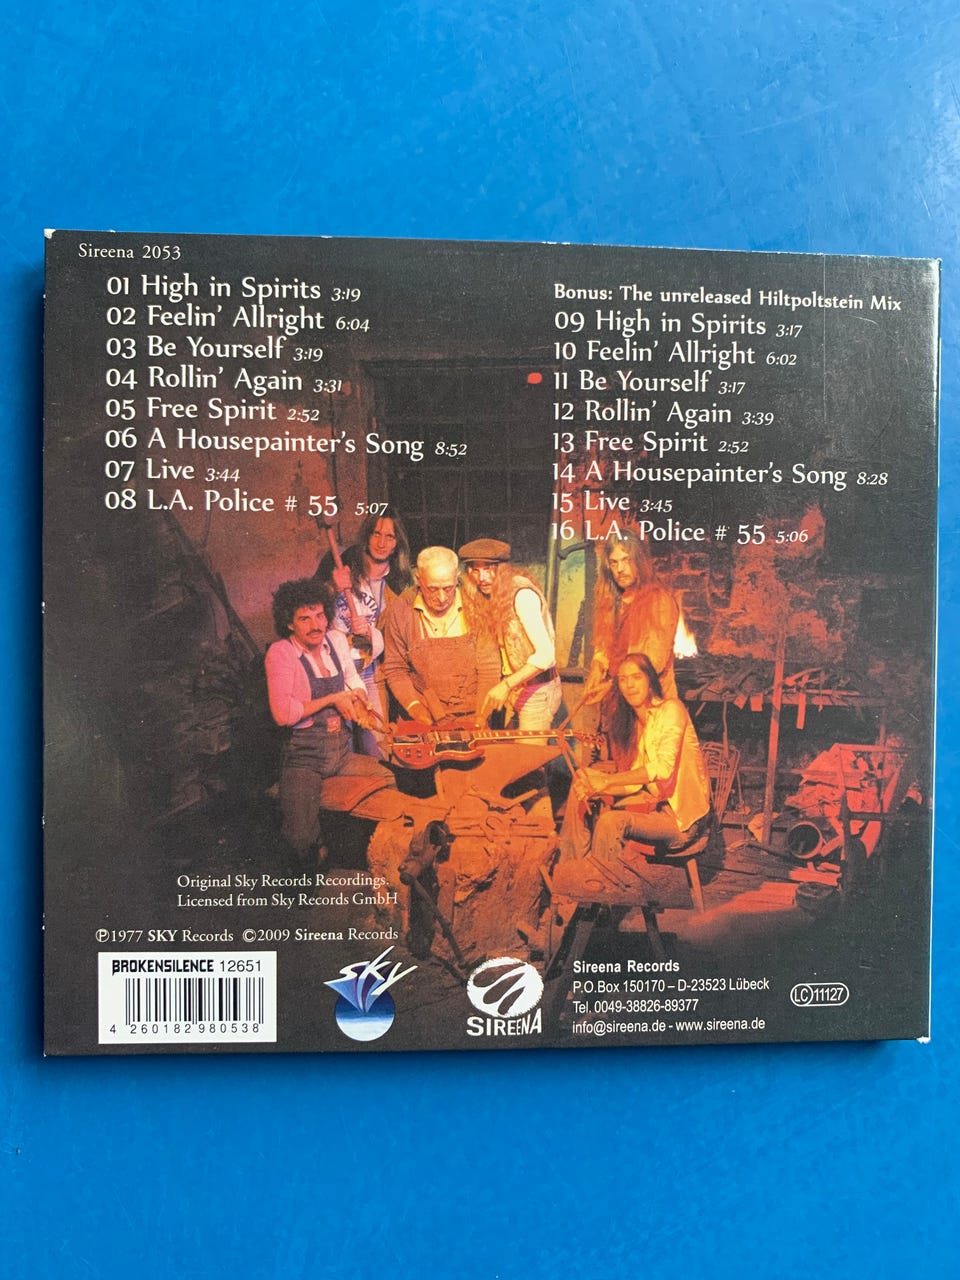 Sireena 2053
01 High in Spirits 3:19
02 Feelin' Allright 6:04
03 Be Yourself 3:19
04 Rollin' Again 3:31
05 Free Spirit 2:52
06 A Housepainter's Song 8:52
07 Live 3:44
08 L.A. Police # 55 5:07
Bonus: The unreleased Hiltpoltstein Mix
09 High in Spirits 3:17
10 Feelin' Allright 6:02
11 Be Yourself 3:17
12 Rollin' Again 3:39
13 Free Spirit 2:52
14 A Housepainter's Song 8:28
15 Live 3:45
16 L.A. Police # 55 5:06
Original Sky Records Recordings.
Licensed from Sky Records GmbH
℗1977 SKY Records ©2009 Sireena Records
BROKENSILENCE 12651
4 260182 980538
sky
SIREENA
Sireena Records
P.O.Box 150170 – D-23523 Lübeck
Tel. 0049-38826-89377
info@sireena.de - www.sireena.de
LC 11127